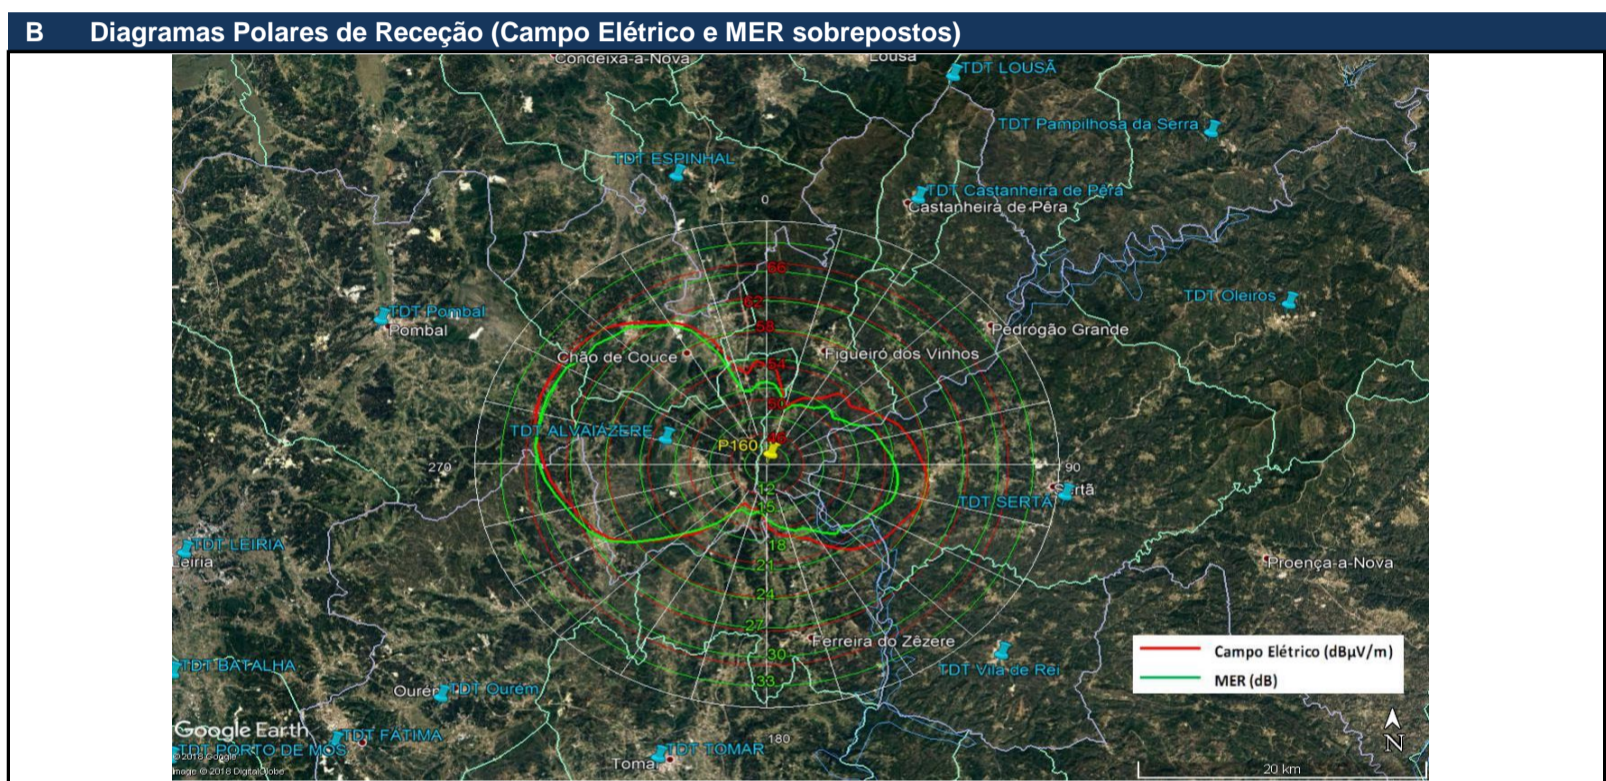 B Diagramas Polares de Receção (Campo Elétrico e MER sobrepostos)
Condeixa-a-Nova
Lousã
TDT LOUSÃ
TDT Pampilhosa da Serra
TDT ESPINHAL
TDT Castanheira de Pêra
Castanheira de Pêra
0
66
TDT Oleiros
62
TDT Pombal
Pombal
58
Pedrógão Grande
Chão de Couce
Figueiró dos Vinhos
54
50
TDT ALVAIÁZERE
46
P160
270
90
12
Sertã
TDT SERTÃ
15
18
TDT LEIRIA
Leiria
21
Proença-a-Nova
24
27
Ferreira do Zêzere
Campo Elétrico (dBµV/m)
30
TDT BATALHA
TDT Vila de Rei
MER (dB)
33
Ourém
TDT Ourém
Google Earth
TDT FÁTIMA
180
N
TDT PORTO DE MÓS
TDT TOMAR
© 2018 Google
Tomar
Image © 2018 DigitalGlobe
20 km